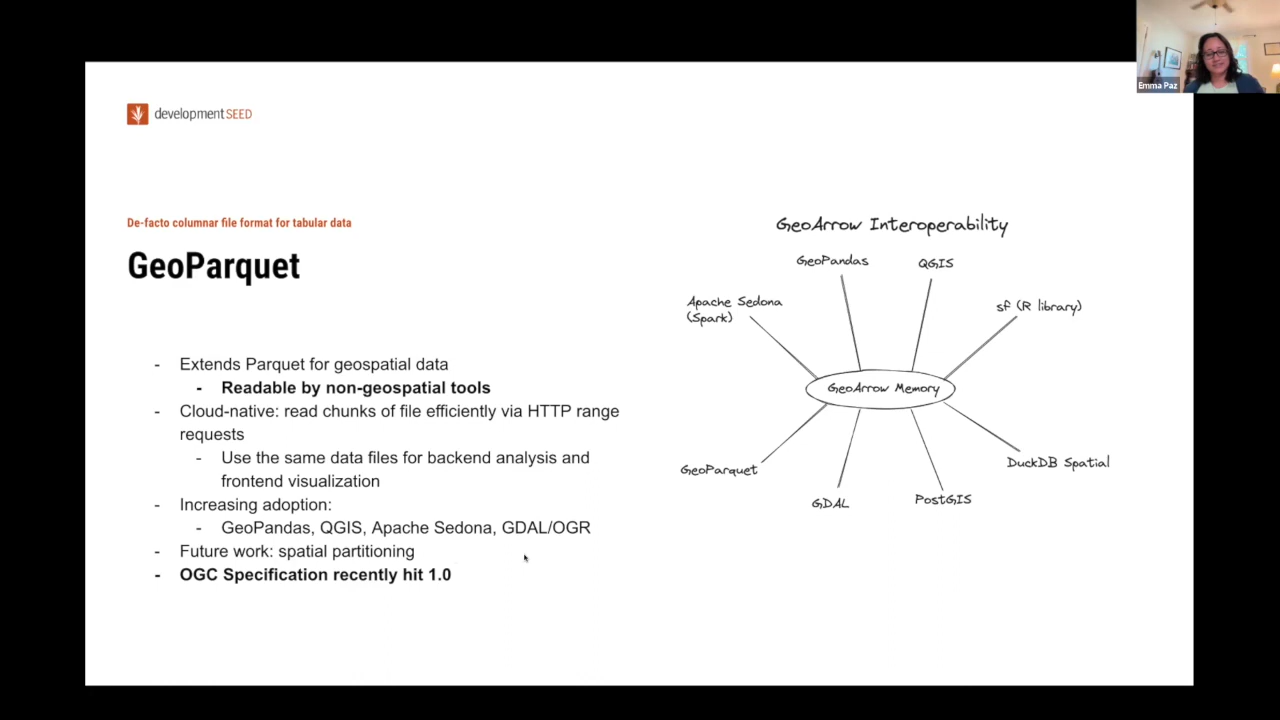 Emma Paz
development SEED
De-facto columnar file format for tabular data
GeoParquet
- Extends Parquet for geospatial data
- Readable by non-geospatial tools
- Cloud-native: read chunks of file efficiently via HTTP range
requests
- Use the same data files for backend analysis and
frontend visualization
- Increasing adoption:
- GeoPandas, QGIS, Apache Sedona, GDAL/OGR
- Future work: spatial partitioning
- OGC Specification recently hit 1.0
GeoArrow Interoperability
GeoPandas
QGIS
Apache Sedona
(Spark)
sf (R library)
GeoArrow Memory
GeoParquet
DuckDB Spatial
GDAL
PostGIS